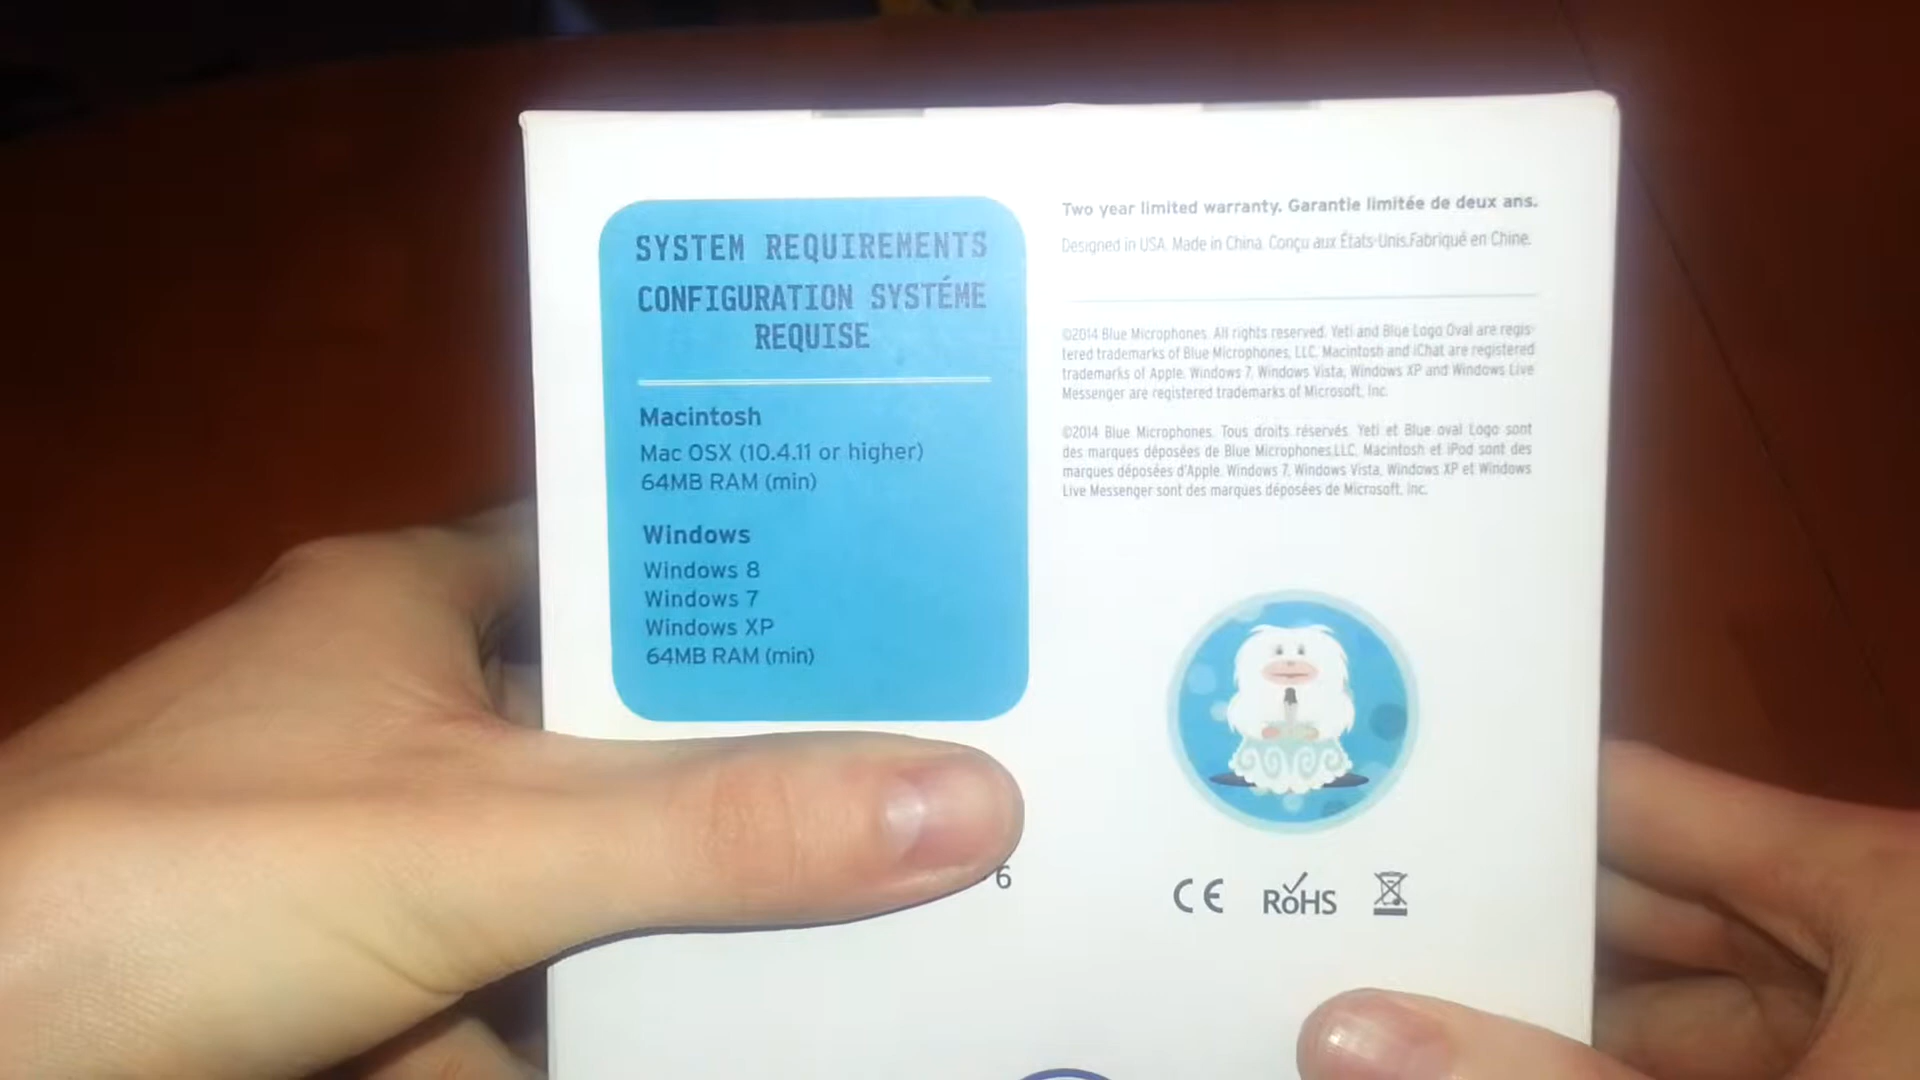 SYSTEM REQUIREMENTS
CONFIGURATION SYSTÉME
REQUISE
Macintosh
Mac OSX (10.4.11 or higher)
64MB RAM (min)
Windows
Windows 8
Windows 7
Windows XP
64MB RAM (min)
6
Two year limited warranty. Garantie limitée de deux ans.
Designed in USA. Made in China. Conçu aux États-Unis.Fabriqué en Chine.
©2014 Blue Microphones. All rights reserved. Yeti and Blue Logo Oval are regis-
tered trademarks of Blue Microphones, LLC. Macintosh and iChat are registered
trademarks of Apple. Windows 7, Windows Vista, Windows XP and Windows Live
Messenger are registered trademarks of Microsoft, Inc.
©2014 Blue Microphones. Tous droits réservés. Yeti et Blue oval Logo sont
des marques déposées de Blue Microphones,LLC. Macintosh et iPod sont des
marques déposées d'Apple. Windows 7, Windows Vista, Windows XP et Windows
Live Messenger sont des marques déposées de Microsoft, Inc.
CE RoHS